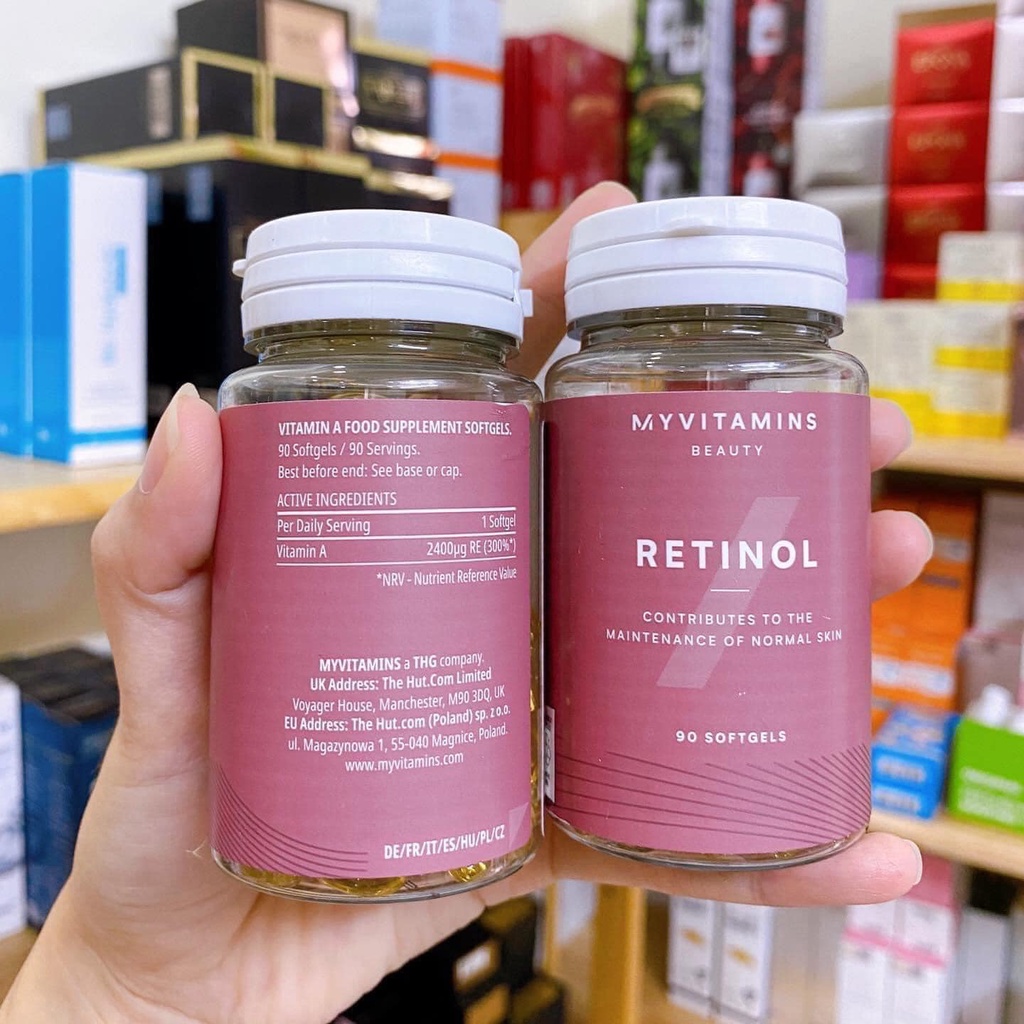 VITAMIN A FOOD SUPPLEMENT SOFTGELS.
90 Softgels / 90 Servings.
Best before end: See base or cap.
ACTIVE INGREDIENTS
Per Daily Serving 1 Softgel
Vitamin A 2400µg RE (300%*)
*NRV - Nutrient Reference Value
MYVITAMINS a THG company.
UK Address: The Hut.Com Limited
Voyager House, Manchester, M90 3DQ, UK
EU Address: The Hut.com (Poland) sp. z o.o.
ul. Magazynowa 1, 55-040 Magnice, Poland.
www.myvitamins.com
DE/FR/IT/ES/HU/PL/CZ
MYVITAMINS
BEAUTY
RETINOL
CONTRIBUTES TO THE
MAINTENANCE OF NORMAL SKIN
90 SOFTGELS